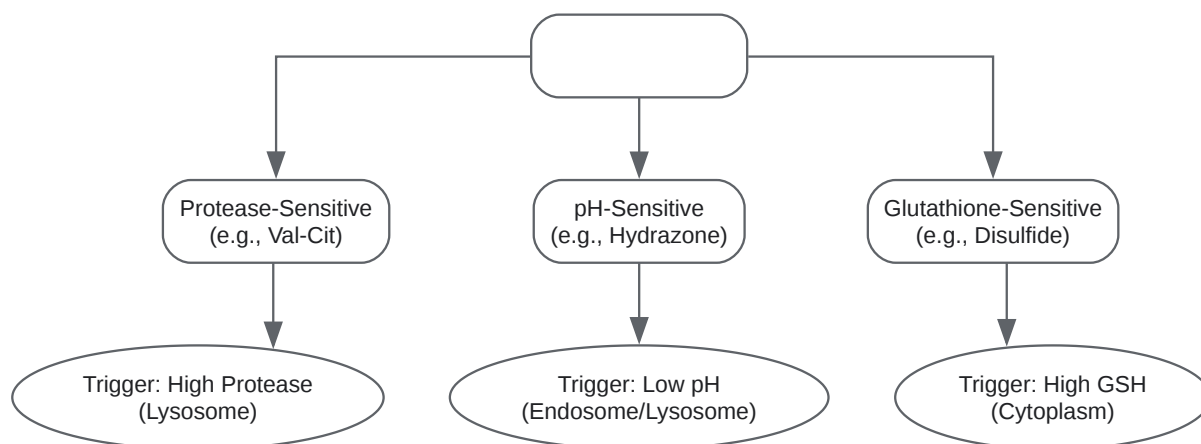 Protease-Sensitive
(e.g., Val-Cit)
pH-Sensitive
(e.g., Hydrazone)
Glutathione-Sensitive
(e.g., Disulfide)
Trigger: High Protease
(Lysosome)
Trigger: Low pH
(Endosome/Lysosome)
Trigger: High GSH
(Cytoplasm)